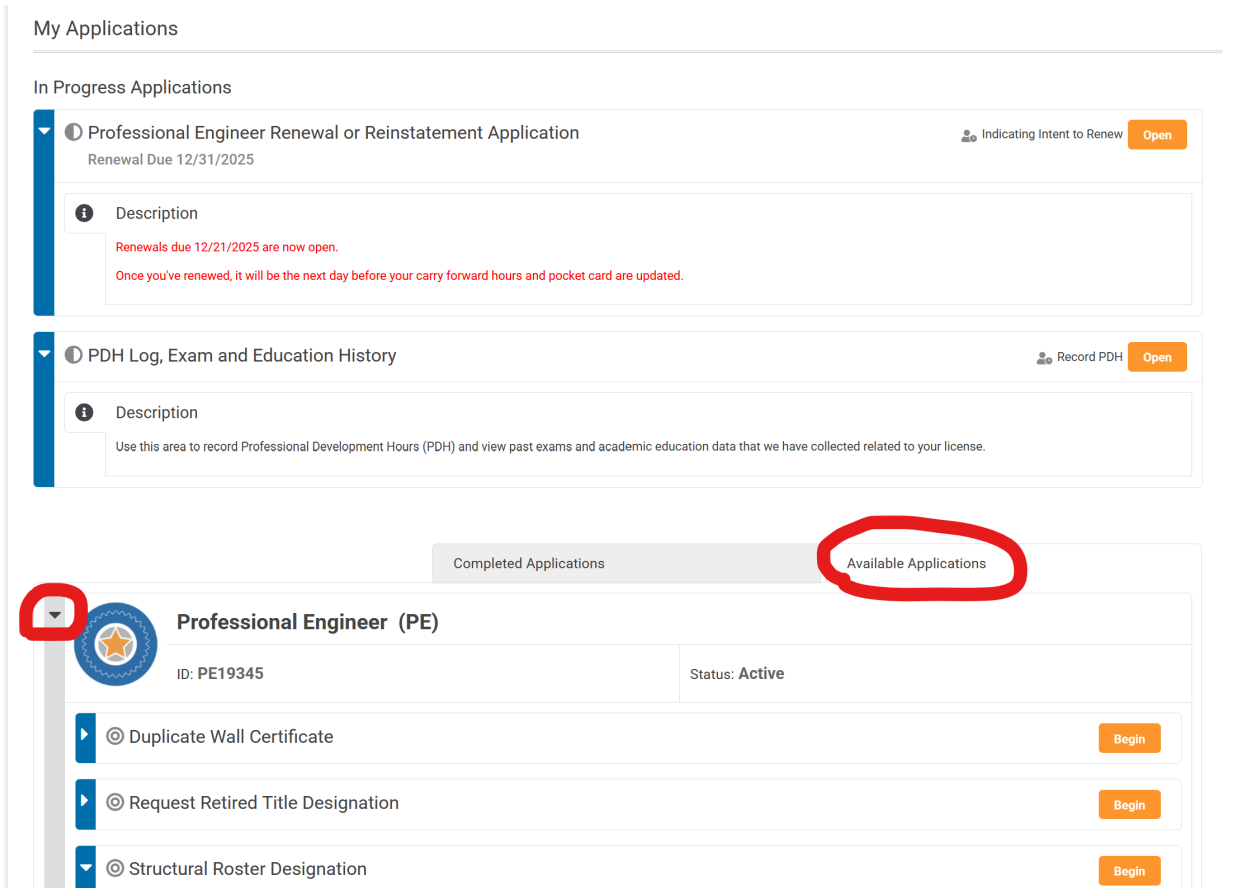 My Applications
In Progress Applications
Professional Engineer Renewal or Reinstatement Application
Indicating Intent to Renew
Open
Renewal Due 12/31/2025
Description
Renewals due 12/21/2025 are now open.
Once you've renewed, it will be the next day before your carry forward hours and pocket card are updated.
PDH Log, Exam and Education History
Record PDH
Open
Description
Use this area to record Professional Development Hours (PDH) and view past exams and academic education data that we have collected related to your license.
Completed Applications
Available Applications
Professional Engineer (PE)
ID: PE19345
Status: Active
Duplicate Wall Certificate
Begin
Request Retired Title Designation
Begin
Structural Roster Designation
Begin